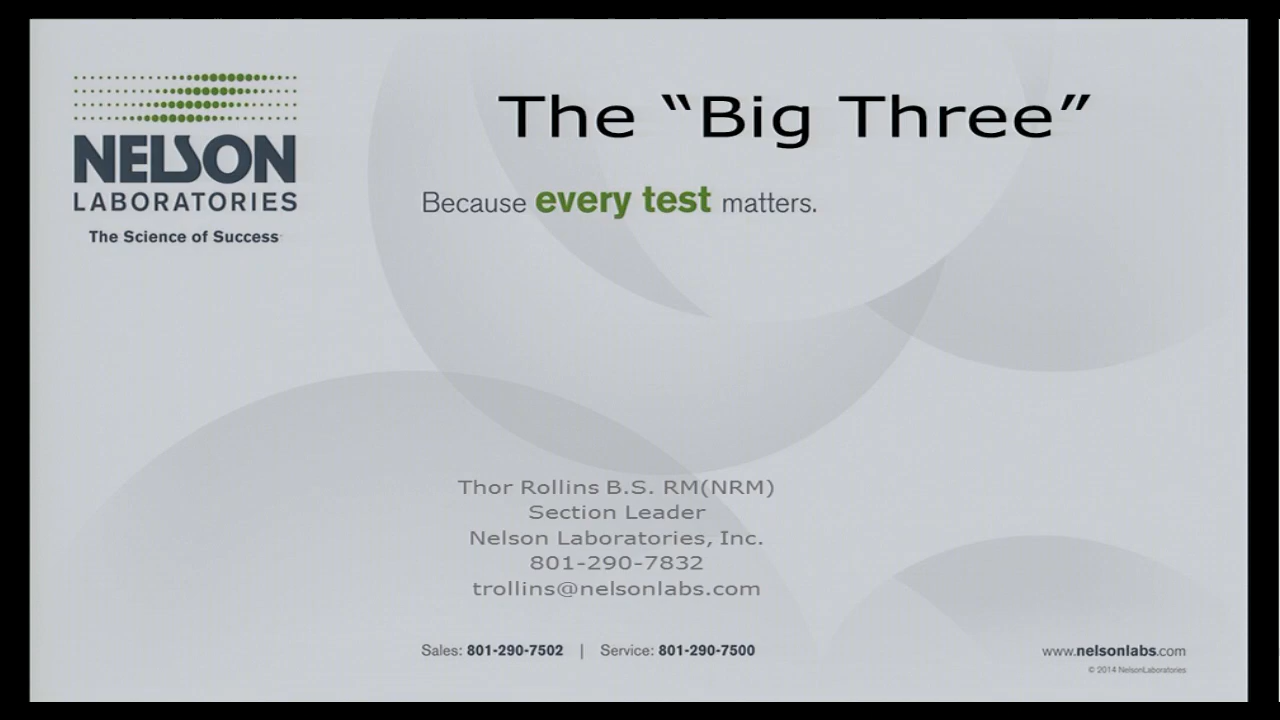 NELSON
LABORATORIES
The Science of Success
The “Big Three”
Because every test matters.
Thor Rollins B.S. RM(NRM)
Section Leader
Nelson Laboratories, Inc.
801-290-7832
trollins@nelsonlabs.com
Sales: 801-290-7502 | Service: 801-290-7500
www.nelsonlabs.com
© 2014 NelsonLaboratories